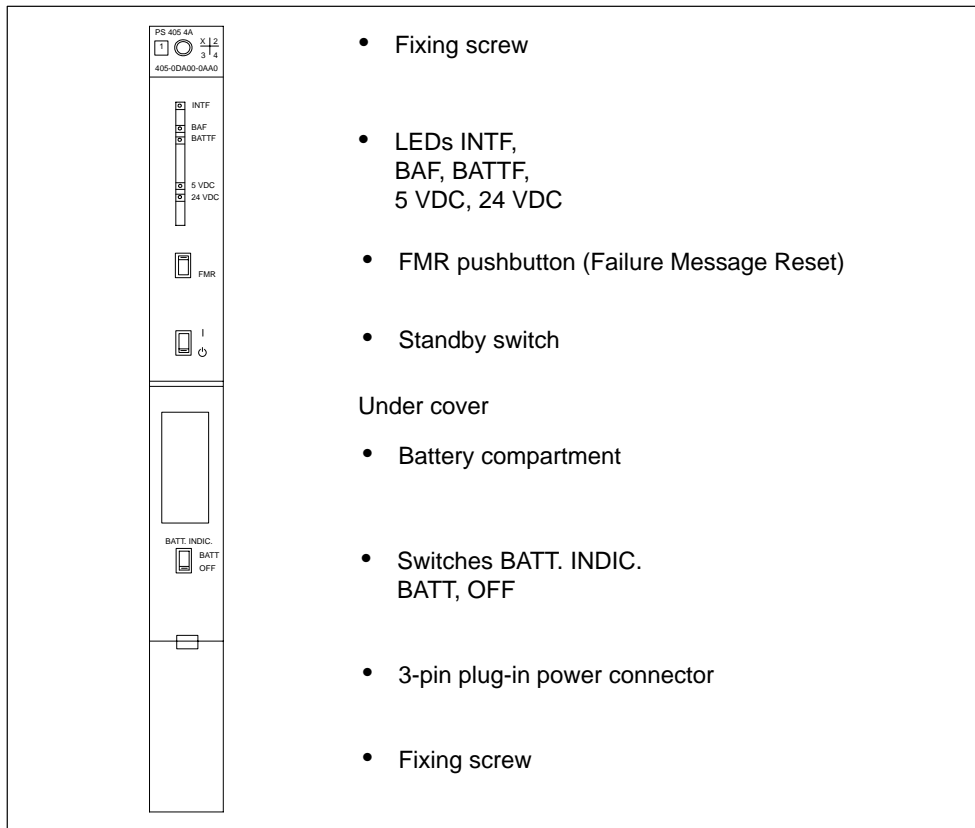 PS 405 4A
1
X 2
3 4
405-0DA00-0AA0
INTF
BAF
BATTF
5 VDC
24 VDC
FMR
I
BATT. INDIC.
BATT
OFF
• Fixing screw
• LEDs INTF,
BAF, BATTF,
5 VDC, 24 VDC
• FMR pushbutton (Failure Message Reset)
• Standby switch
Under cover
• Battery compartment
• Switches BATT. INDIC.
BATT, OFF
• 3-pin plug-in power connector
• Fixing screw